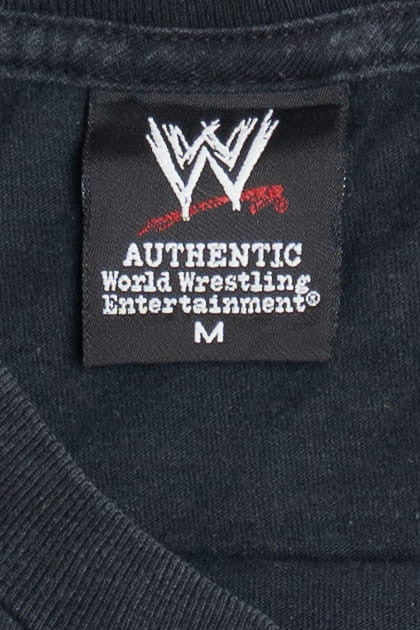 W
AUTHENTIC
World Wrestling
Entertainment®
M